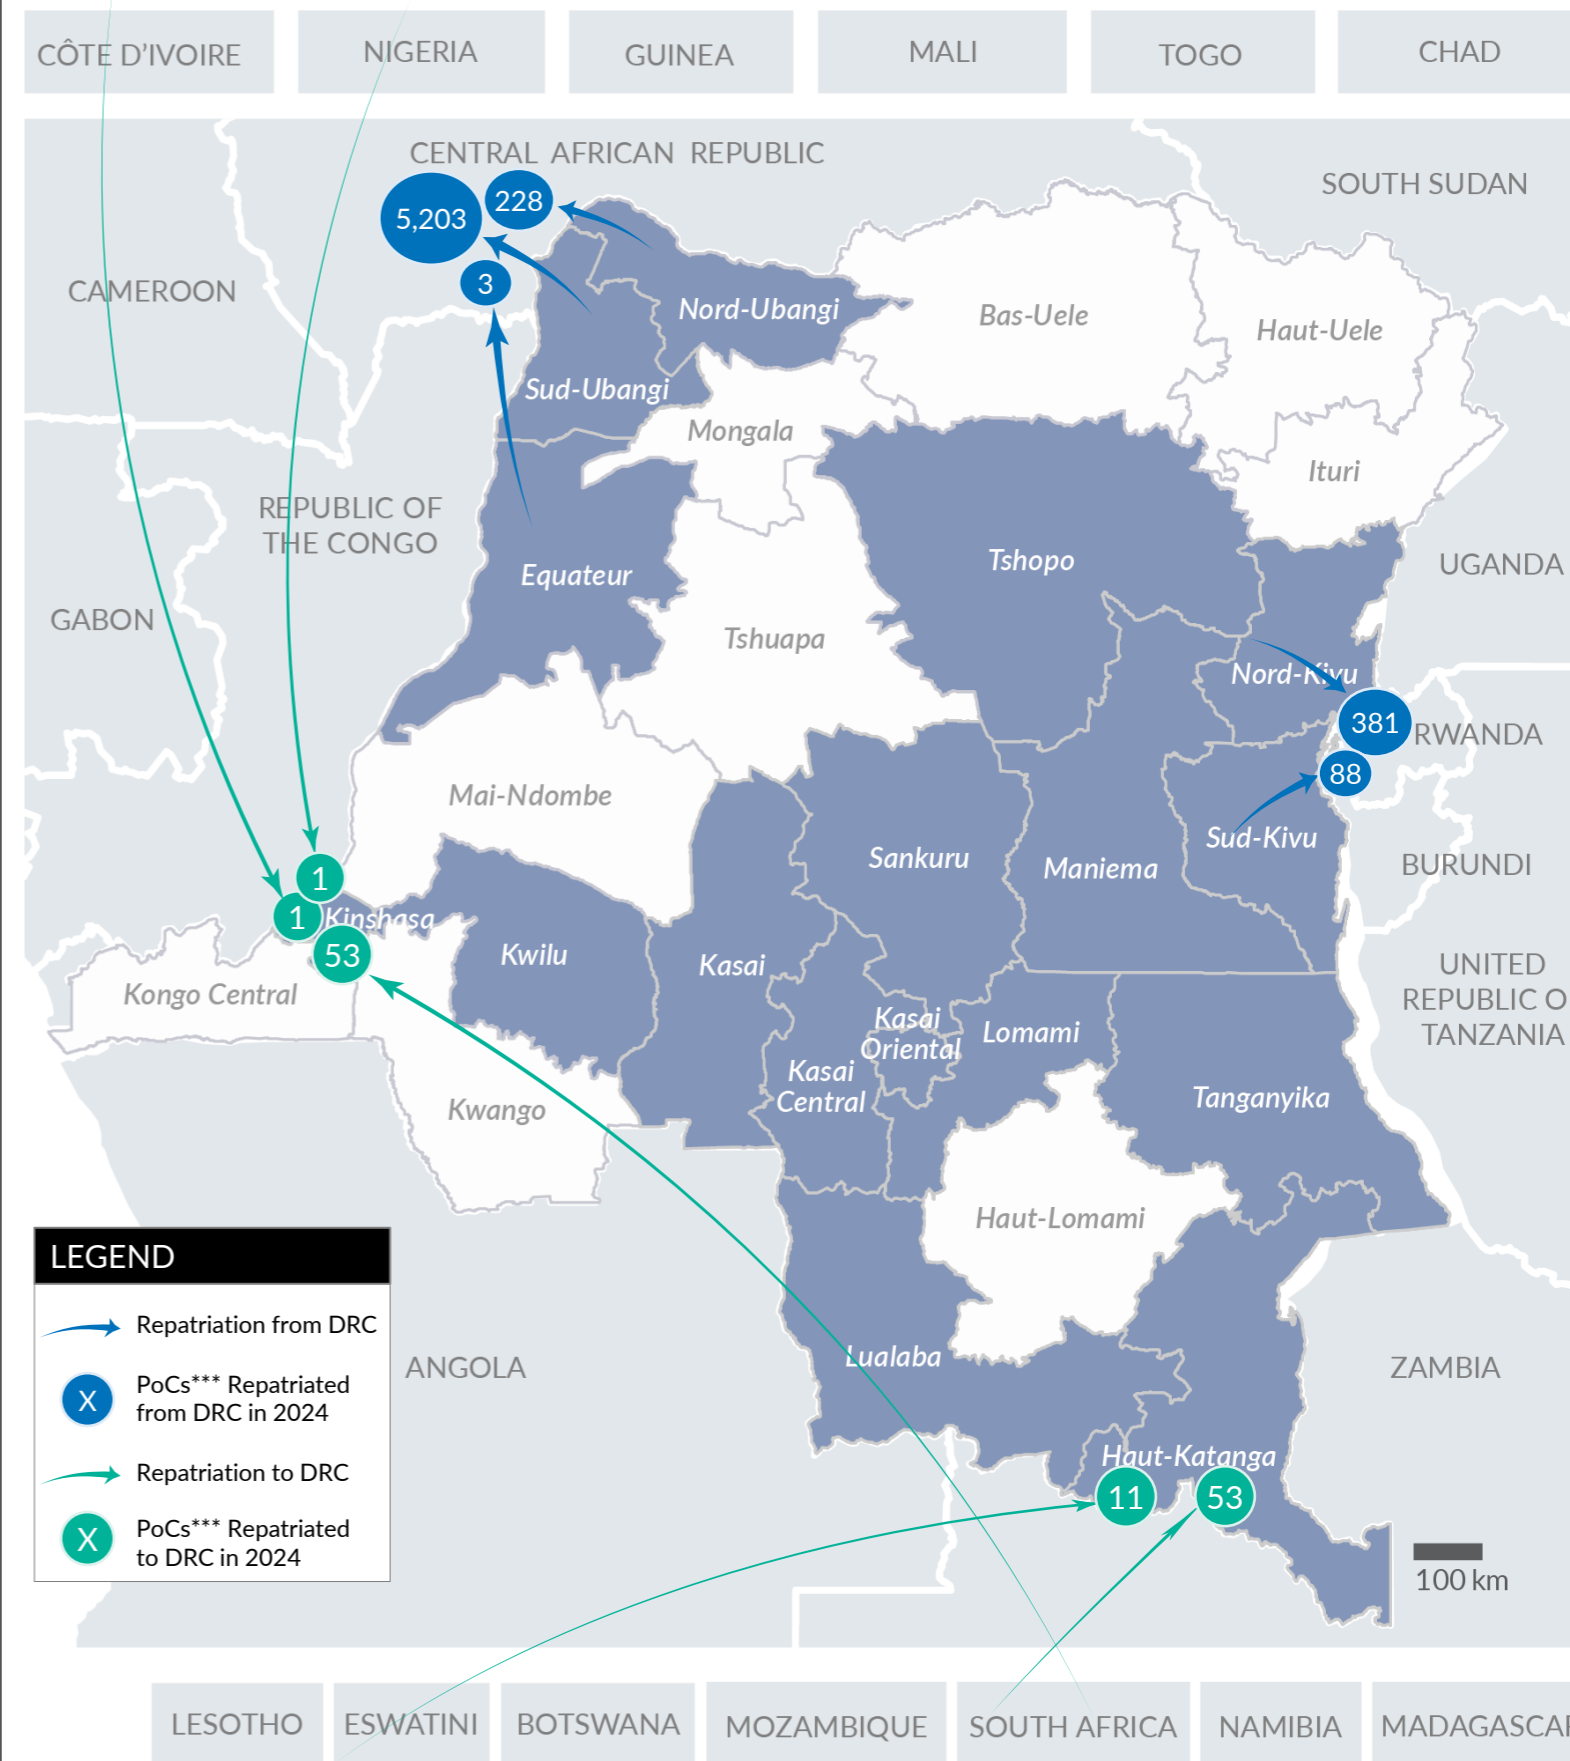 CÔTE D’IVOIRE
NIGERIA
GUINEA
MALI
TOGO
CHAD
CENTRAL AFRICAN REPUBLIC
SOUTH SUDAN
228
5,203
3
CAMEROON
Nord-Ubangi
Bas-Uele
Haut-Uele
Sud-Ubangi
Mongala
Ituri
REPUBLIC OF
THE CONGO
Equateur
Tshopo
UGANDA
GABON
Tshuapa
Nord-Kivu
381
RWANDA
88
Mai-Ndombe
Sankuru
Maniema
Sud-Kivu
BURUNDI
1
1
Kinshasa
53
Kwilu
Kasai
Kongo Central
UNITED
REPUBLIC O
TANZANIA
Kasai
Oriental
Lomami
Kasai
Central
Kwango
Tanganyika
Haut-Lomami
LEGEND
Repatriation from DRC
X
PoCs*** Repatriated
from DRC in 2024
Repatriation to DRC
X
PoCs*** Repatriated
to DRC in 2024
ANGOLA
Lualaba
ZAMBIA
Haut-Katanga
11
53
100 km
LESOTHO
ESWATINI
BOTSWANA
MOZAMBIQUE
SOUTH AFRICA
NAMIBIA
MADAGASCAR